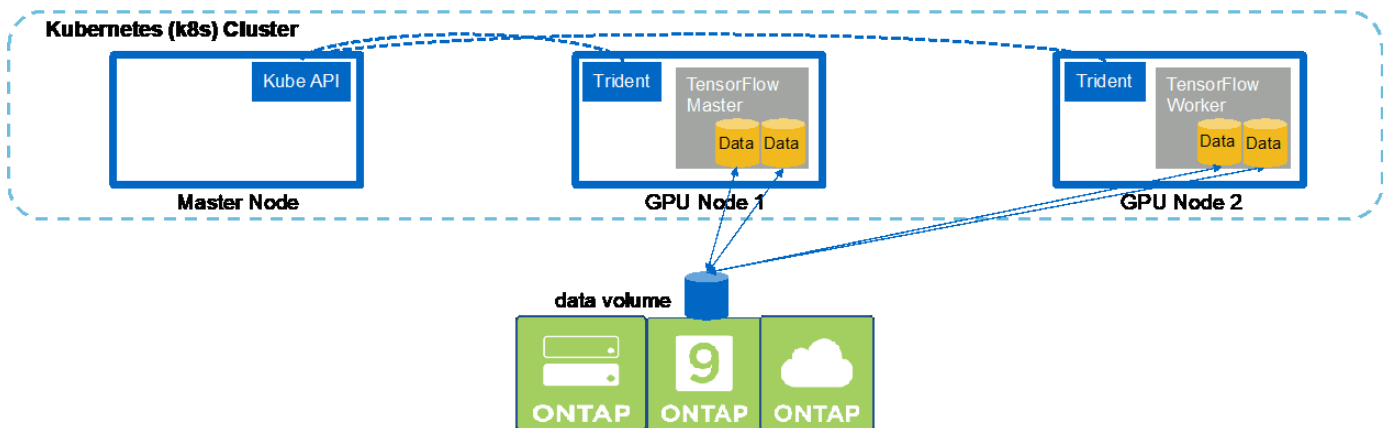 Kubernetes (k8s) Cluster
Kube API
Master Node
Trident
TensorFlow
Master
Data
Data
GPU Node 1
Trident
TensorFlow
Worker
Data
Data
GPU Node 2
data volume
ONTAP
9
ONTAP
ONTAP